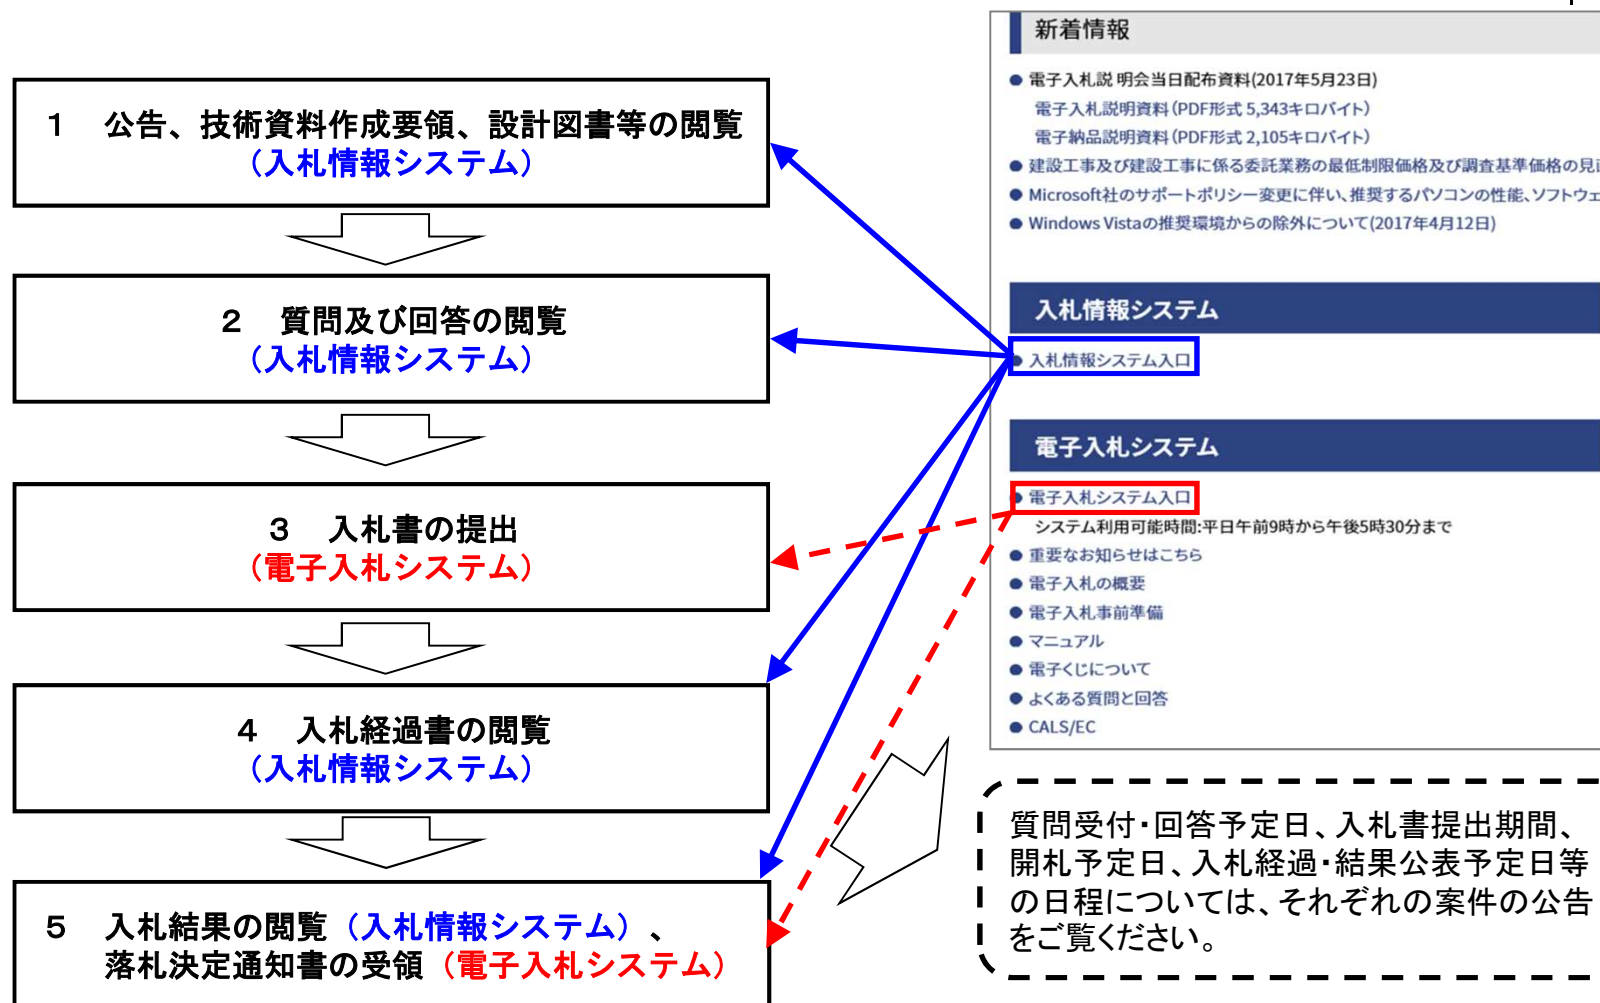 1 公告、技術資料作成要領、設計図書等の閲覧
(入札情報システム)
2 質問及び回答の閲覧
(入札情報システム)
3 入札書の提出
(電子入札システム)
4 入札経過書の閲覧
(入札情報システム)
5 入札結果の閲覧(入札情報システム)、
落札決定通知書の受領(電子入札システム)
新着情報
電子入札説 明会当日配布資料(2017年5月23日)
電子入札説明資料(PDF形式 5,343キロバイト)
電子納品説明資料(PDF形式 2,105キロバイト)
建設工事及び建設工事に係る委託業務の最低制限価格及び調査基準価格の見
Microsoft社のサポートポリシー変更に伴い、推奨するパソコンの性能、ソフトウェ
Windows Vistaの推奨環境からの除外について(2017年4月12日)
入札情報システム
入札情報システム入口
電子入札システム
電子入札システム入口
システム利用可能時間:平日午前9時から午後5時30分まで
重要なお知らせはこちら
電子入札の概要
電子入札事前準備
マニュアル
電子くじについて
よくある質問と回答
CALS/EC
質問受付・回答予定日、入札書提出期間、
開札予定日、入札経過・結果公表予定日等
の日程については、それぞれの案件の公告
をご覧ください。